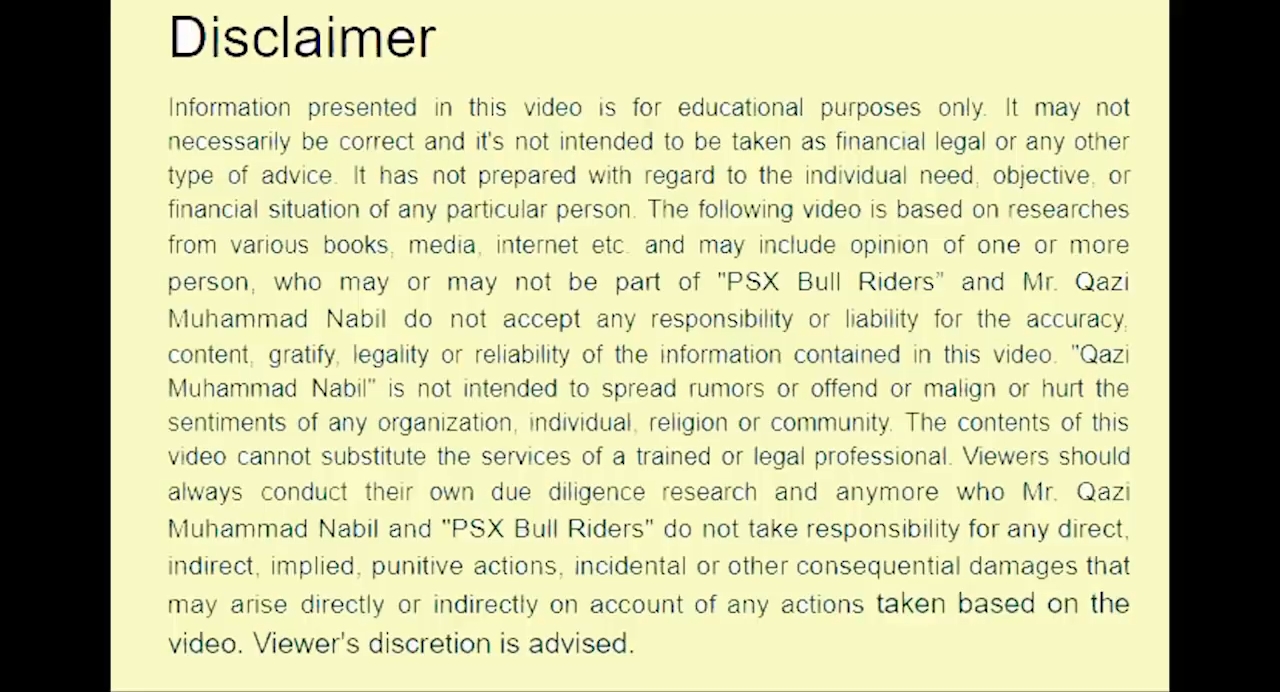 Disclaimer
Information presented in this video is for educational purposes only. It may not
necessarily be correct and it's not intended to be taken as financial legal or any other
type of advice. It has not prepared with regard to the individual need, objective, or
financial situation of any particular person. The following video is based on researches
from various books, media, internet etc. and may include opinion of one or more
person, who may or may not be part of "PSX Bull Riders" and Mr. Qazi
Muhammad Nabil do not accept any responsibility or liability for the accuracy,
content, gratify, legality or reliability of the information contained in this video. "Qazi
Muhammad Nabil" is not intended to spread rumors or offend or malign or hurt the
sentiments of any organization, individual, religion or community. The contents of this
video cannot substitute the services of a trained or legal professional. Viewers should
always conduct their own due diligence research and anymore who Mr. Qazi
Muhammad Nabil and "PSX Bull Riders" do not take responsibility for any direct,
indirect, implied, punitive actions, incidental or other consequential damages that
may arise directly or indirectly on account of any actions taken based on the
video. Viewer's discretion is advised.